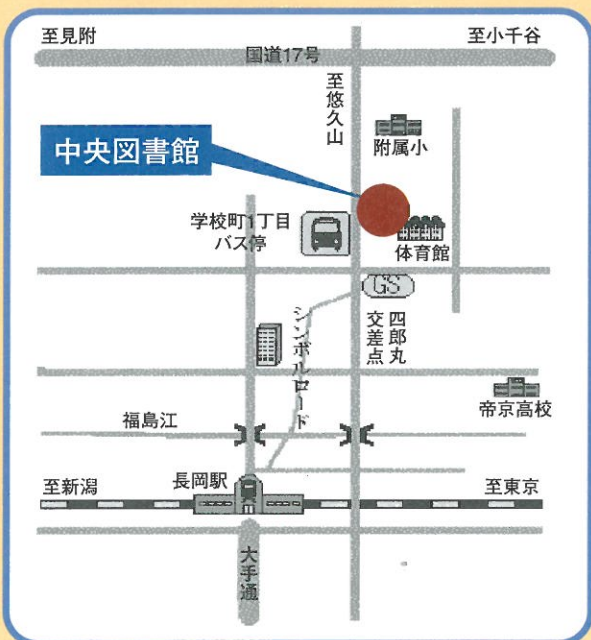 至見附
至小千谷
国道17号
至悠久山
附属小
中央図書館
学校町1丁目
バス停
体育館
GS
四郎丸
交差点
シンボルロード
帝京高校
福島江
至新潟
長岡駅
至東京
大手通